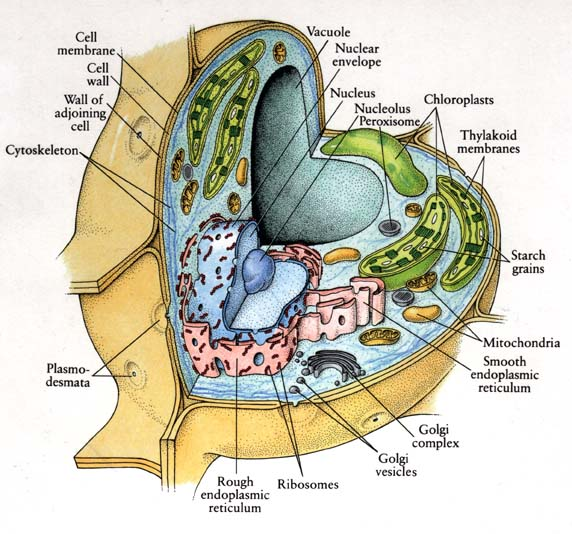 Cell
membrane
Cell
wall
Wall of
adjoining
cell
Cytoskeleton
Vacuole
Nuclear
envelope
Nucleus
Nucleolus
Peroxisome
Chloroplasts
Thylakoid
membranes
Starch
grains
Mitochondria
Smooth
endoplasmic
reticulum
Golgi
complex
Golgi
vesicles
Ribosomes
Rough
endoplasmic
reticulum
Plasmo-
desmata